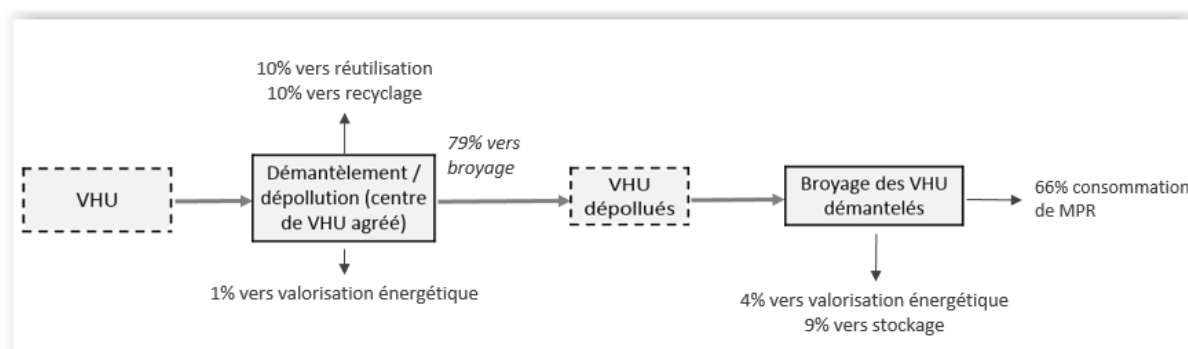 10% vers réutilisation
10% vers recyclage
79% vers
broyage
VHU
Démantèlement /
dépollution (centre
de VHU agréé)
VHU
dépollués
Broyage des VHU
démantelés
66% consommation
de MPR
1% vers valorisation énergétique
4% vers valorisation énergétique
9% vers stockage